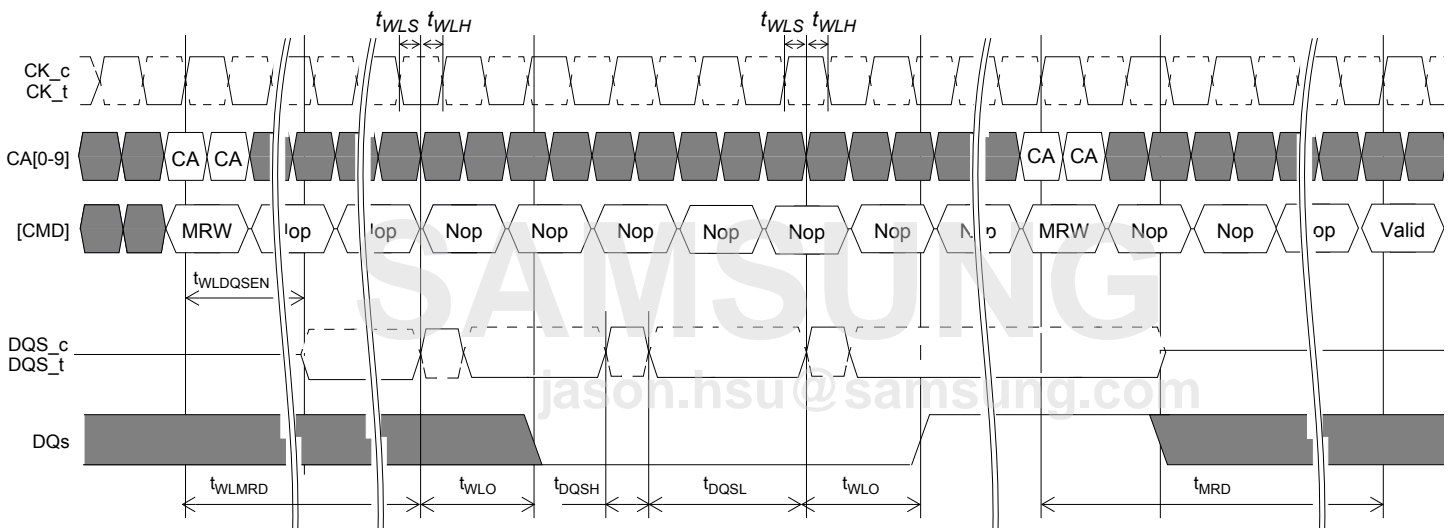 tWLS tWLH tWLS tWLH
CK_c
CK_t
CA[0-9] CA CA CA CA
[CMD] MRW Nop Nop Nop Nop Nop Nop Nop MRW Nop Nop Valid
tWLDQSEN
SAMSUNG
DQS_c
DQS_t
jason.hsu@samsung.com
DQs
tWLMRD tWLO tDQSH tDQSL tWLO tMRD